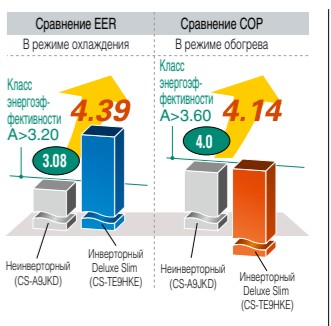 Сравнение EER
В режиме охлаждения
Класс
энергоэф-
фективности
A>3.20
4.39
3.08
Неинверторный
(CS-A9JKD)
Инверторный
Deluxe Slim
(CS-TE9HKE)
Сравнение COP
В режиме обогрева
Класс
энергоэф-
фективности
A>3.60
4.14
4.0
Неинверторный
(CS-A9JKD)
Инверторный
Deluxe Slim
(CS-TE9HKE)